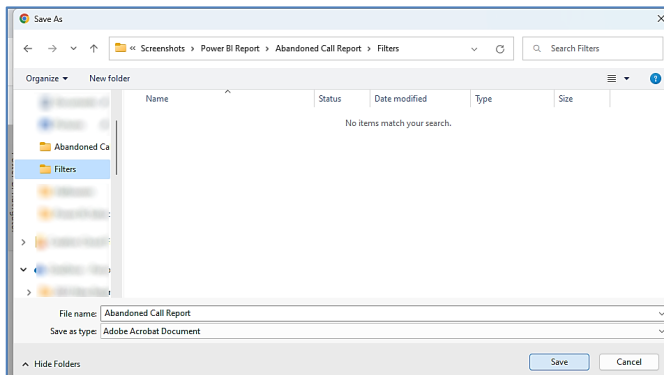 Save As
« Screenshots > Power BI Report > Abandoned Call Report > Filters
Search Filters
Organize
New folder
Name Status Date modified Type Size
No items match your search.
Abandoned Ca
Filters
File name: Abandoned Call Report
Save as type: Adobe Acrobat Document
Hide Folders
Save
Cancel